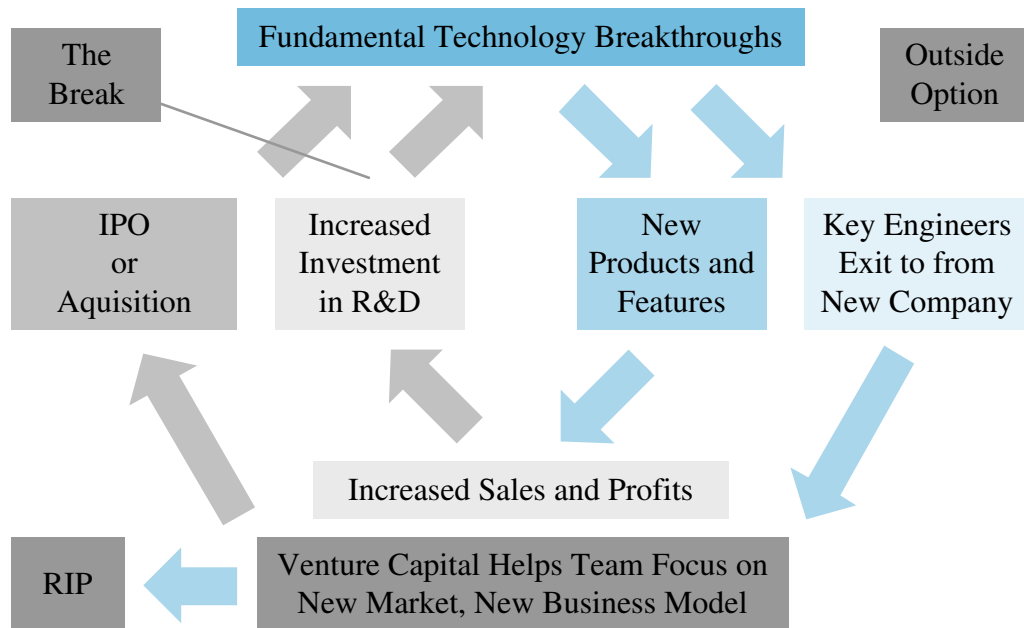 The
Break
Fundamental Technology Breakthroughs
Outside
Option
IPO
or
Aquisition
Increased
Investment
in R&D
New
Products and
Features
Key Engineers
Exit to from
New Company
Increased Sales and Profits
RIP
Venture Capital Helps Team Focus on
New Market, New Business Model